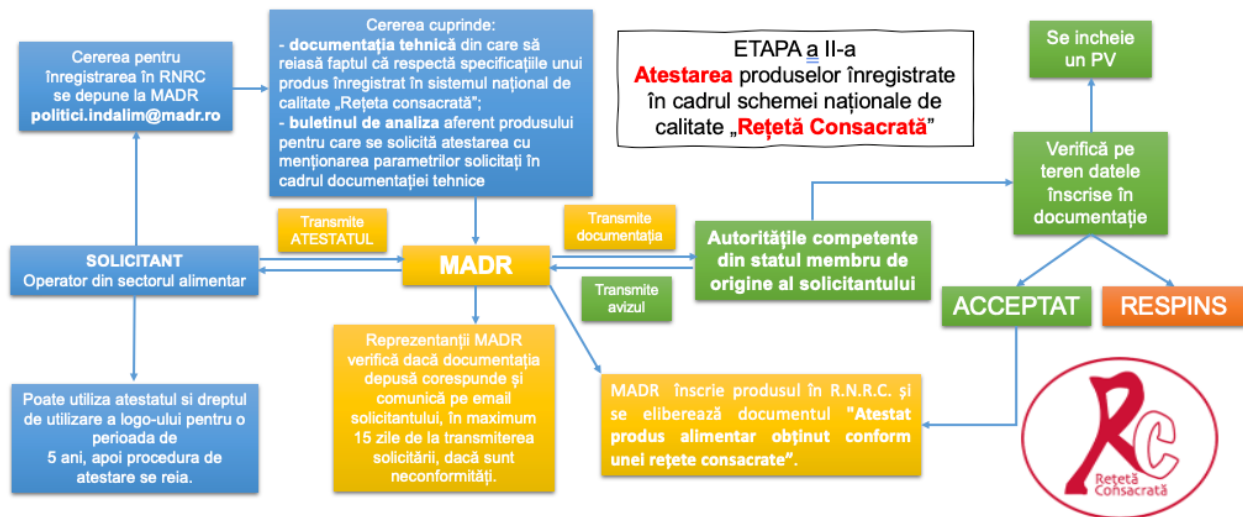 Cererea pentru
înregistrarea în RNRC
se depune la MADR
politici.indalim@madr.ro
Cererea cuprinde:
- documentația tehnică din care să
reiasă faptul că respectă specificațiile unui
produs înregistrat în sistemul național de
calitate „Rețeta consacrată”;
- buletinul de analiza aferent produsului
pentru care se solicită atestarea cu
menționarea parametrilor solicitați în
cadrul documentației tehnice
ETAPA a II-a
Atestarea produselor înregistrate
în cadrul schemei naționale de
calitate „Rețetă Consacrată”
Se incheie
un PV
Verifică pe
teren datele
înscrise în
documentație
Transmite
ATESTATUL
Transmite
documentația
SOLICITANT
Operator din sectorul alimentar
MADR
Autoritățile competente
din statul membru de
origine al solicitantului
Transmite
avizul
ACCEPTAT
RESPINS
Poate utiliza atestatul si dreptul
de utilizare a logo-ului pentru o
perioada de
5 ani, apoi procedura de
atestare se reia.
Reprezentanții MADR
verifică dacă documentația
depusă corespunde și
comunică pe email
solicitantului, în maximum
15 zile de la transmiterea
solicitării, dacă sunt
neconformități.
MADR înscrie produsul în R.N.R.C. și
se eliberează documentul "Atestat
produs alimentar obținut conform
unei rețete consacrate”.
RC
Rețetă
Consacrată